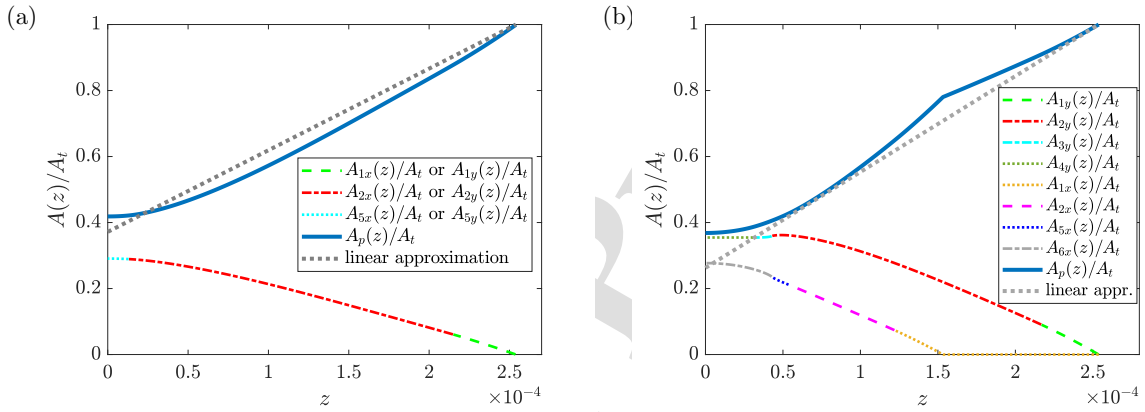 (a)
A(z)/A_t
1
0.8
0.6
0.4
0.2
0
0 0.5 1 1.5 2 2.5
×10⁻⁴
z
A_{1x}(z)/A_t or A_{1y}(z)/A_t
A_{2x}(z)/A_t or A_{2y}(z)/A_t
A_{5x}(z)/A_t or A_{5y}(z)/A_t
A_p(z)/A_t
linear approximation
(b)
A(z)/A_t
1
0.8
0.6
0.4
0.2
0
0 0.5 1 1.5 2 2.5
×10⁻⁴
z
A_{1y}(z)/A_t
A_{2y}(z)/A_t
A_{3y}(z)/A_t
A_{4y}(z)/A_t
A_{1x}(z)/A_t
A_{2x}(z)/A_t
A_{5x}(z)/A_t
A_{6x}(z)/A_t
A_p(z)/A_t
linear appr.